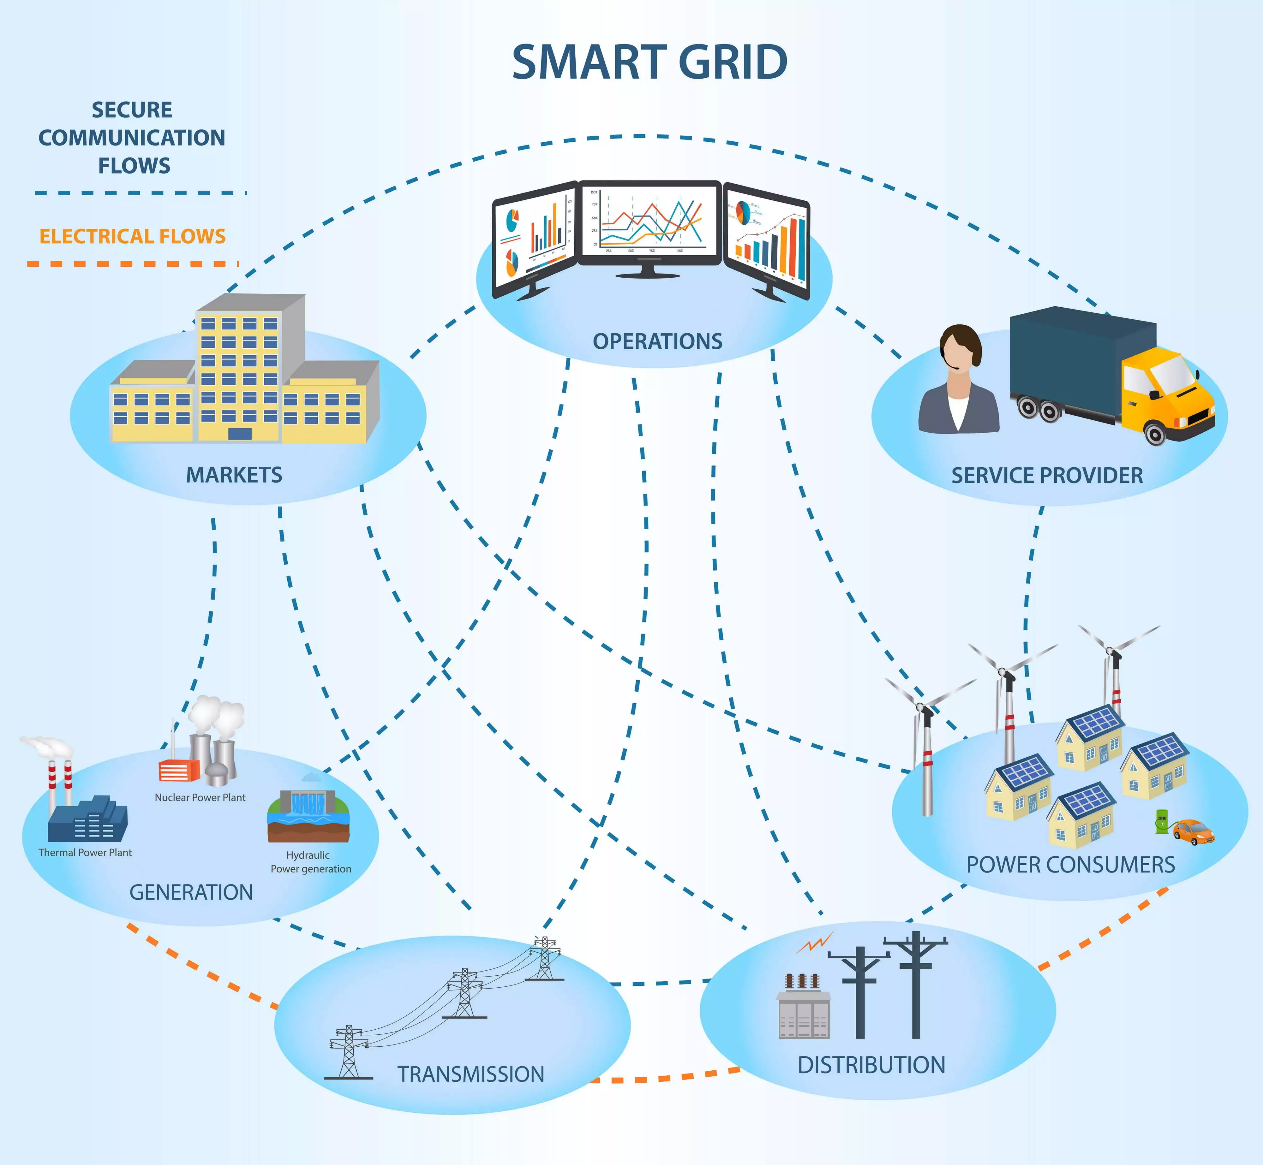 SMART GRID
SECURE
COMMUNICATION
FLOWS
ELECTRICAL FLOWS
OPERATIONS
MARKETS
SERVICE PROVIDER
Nuclear Power Plant
Thermal Power Plant
Hydraulic
Power generation
GENERATION
POWER CONSUMERS
TRANSMISSION
DISTRIBUTION